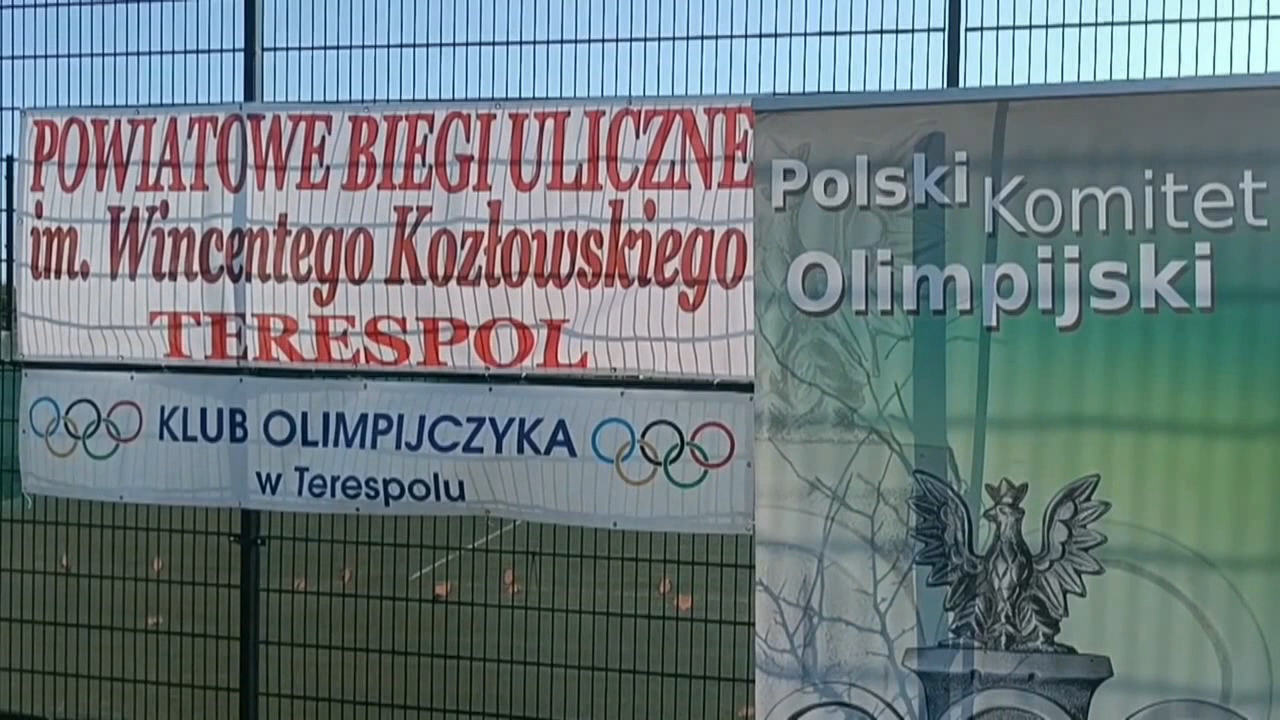 POWIATOWE BIEGI ULICZNE
im. Wincentego Kozłowskiego
TERESPOL
KLUB OLIMPIJCZYKA
w Terespolu
Polski Komitet
Olimpijski